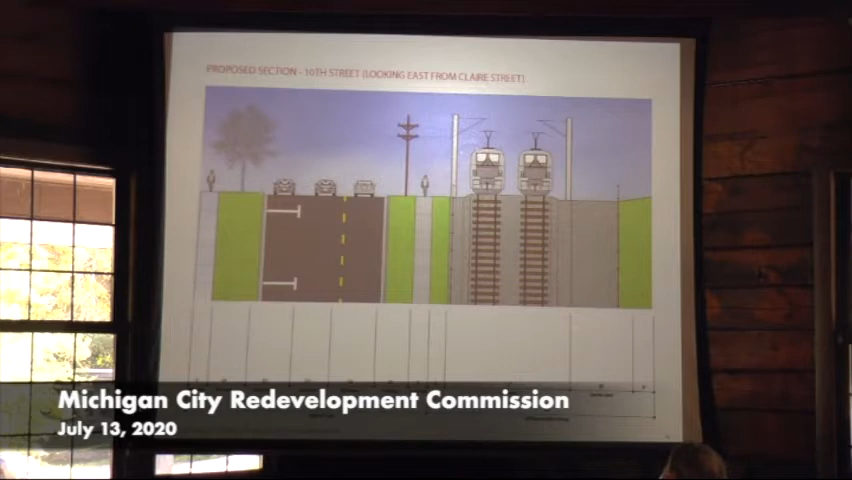 PROPOSED SECTION - 10TH STREET (LOOKING EAST FROM CLAIRE STREET)
Michigan City Redevelopment Commission
July 13, 2020